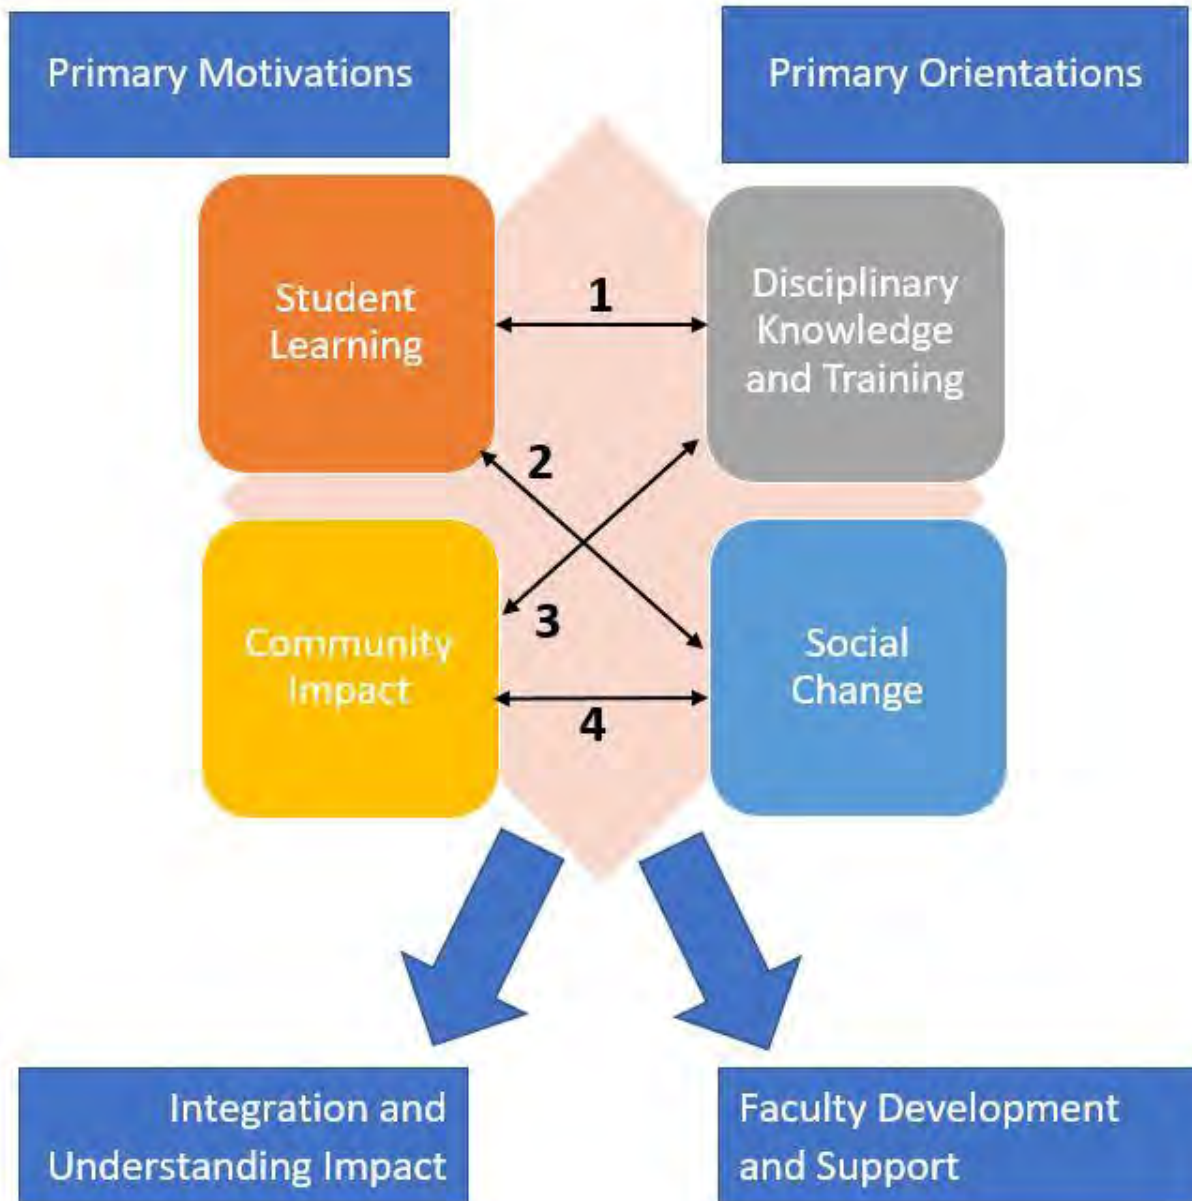 Primary Motivations
Primary Orientations
Student
Learning
1
Disciplinary
Knowledge
and Training
2
3
Community
Impact
4
Social
Change
Integration and
Understanding Impact
Faculty Development
and Support